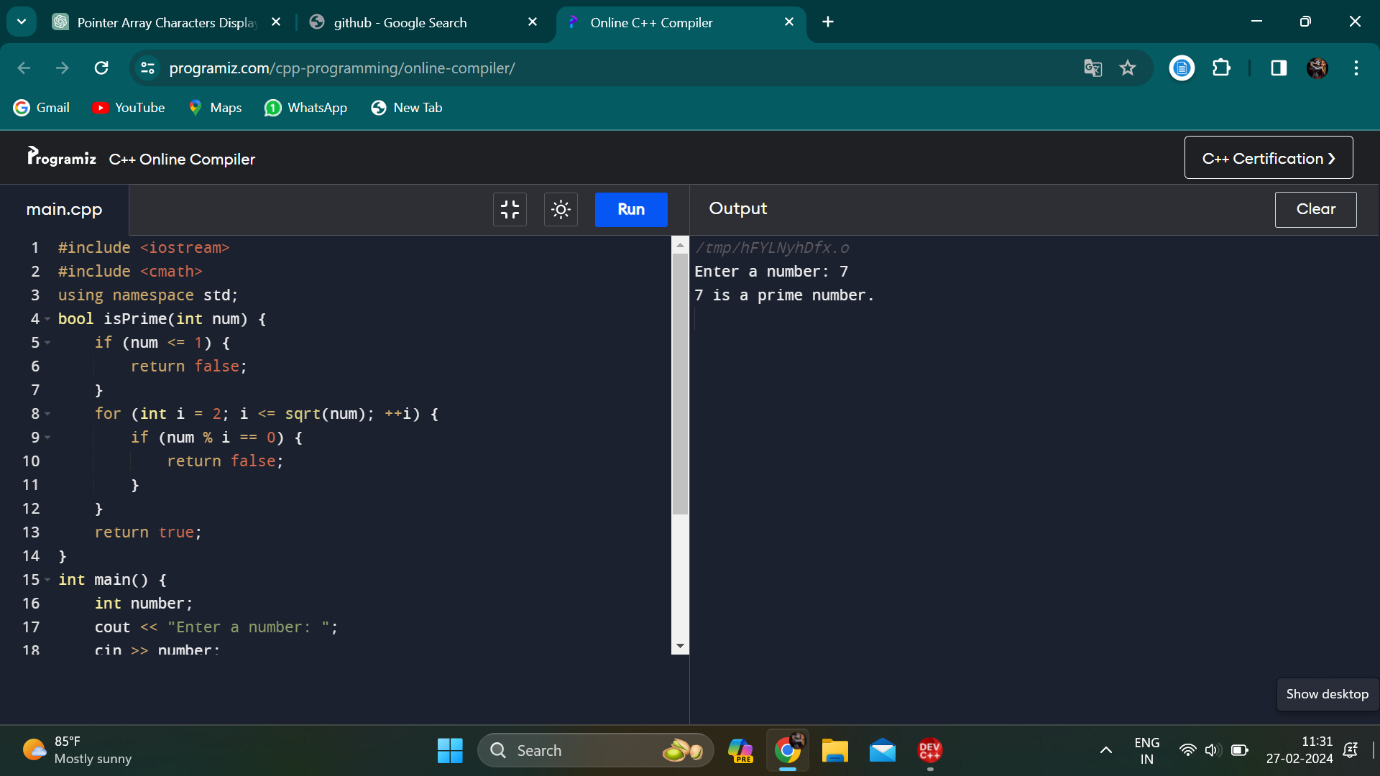 Pointer Array Characters Displa
github - Google Search
Online C++ Compiler
programiz.com/cpp-programming/online-compiler/
Gmail
YouTube
Maps
WhatsApp
New Tab
Programiz
C++ Online Compiler
C++ Certification
main.cpp
Run
Output
Clear
1 #include <iostream>
2 #include <cmath>
3 using namespace std;
4 bool isPrime(int num) {
5     if (num <= 1) {
6         return false;
7     }
8     for (int i = 2; i <= sqrt(num); ++i) {
9         if (num % i == 0) {
10             return false;
11         }
12     }
13     return true;
14 }
15 int main() {
16     int number;
17     cout << "Enter a number: ";
18     cin >> number;
/tmp/hFYLNyhDfx.o
Enter a number: 7
7 is a prime number.
Show desktop
85°F
Mostly sunny
Search
PRE
DEV
C++
ENG
IN
11:31
27-02-2024